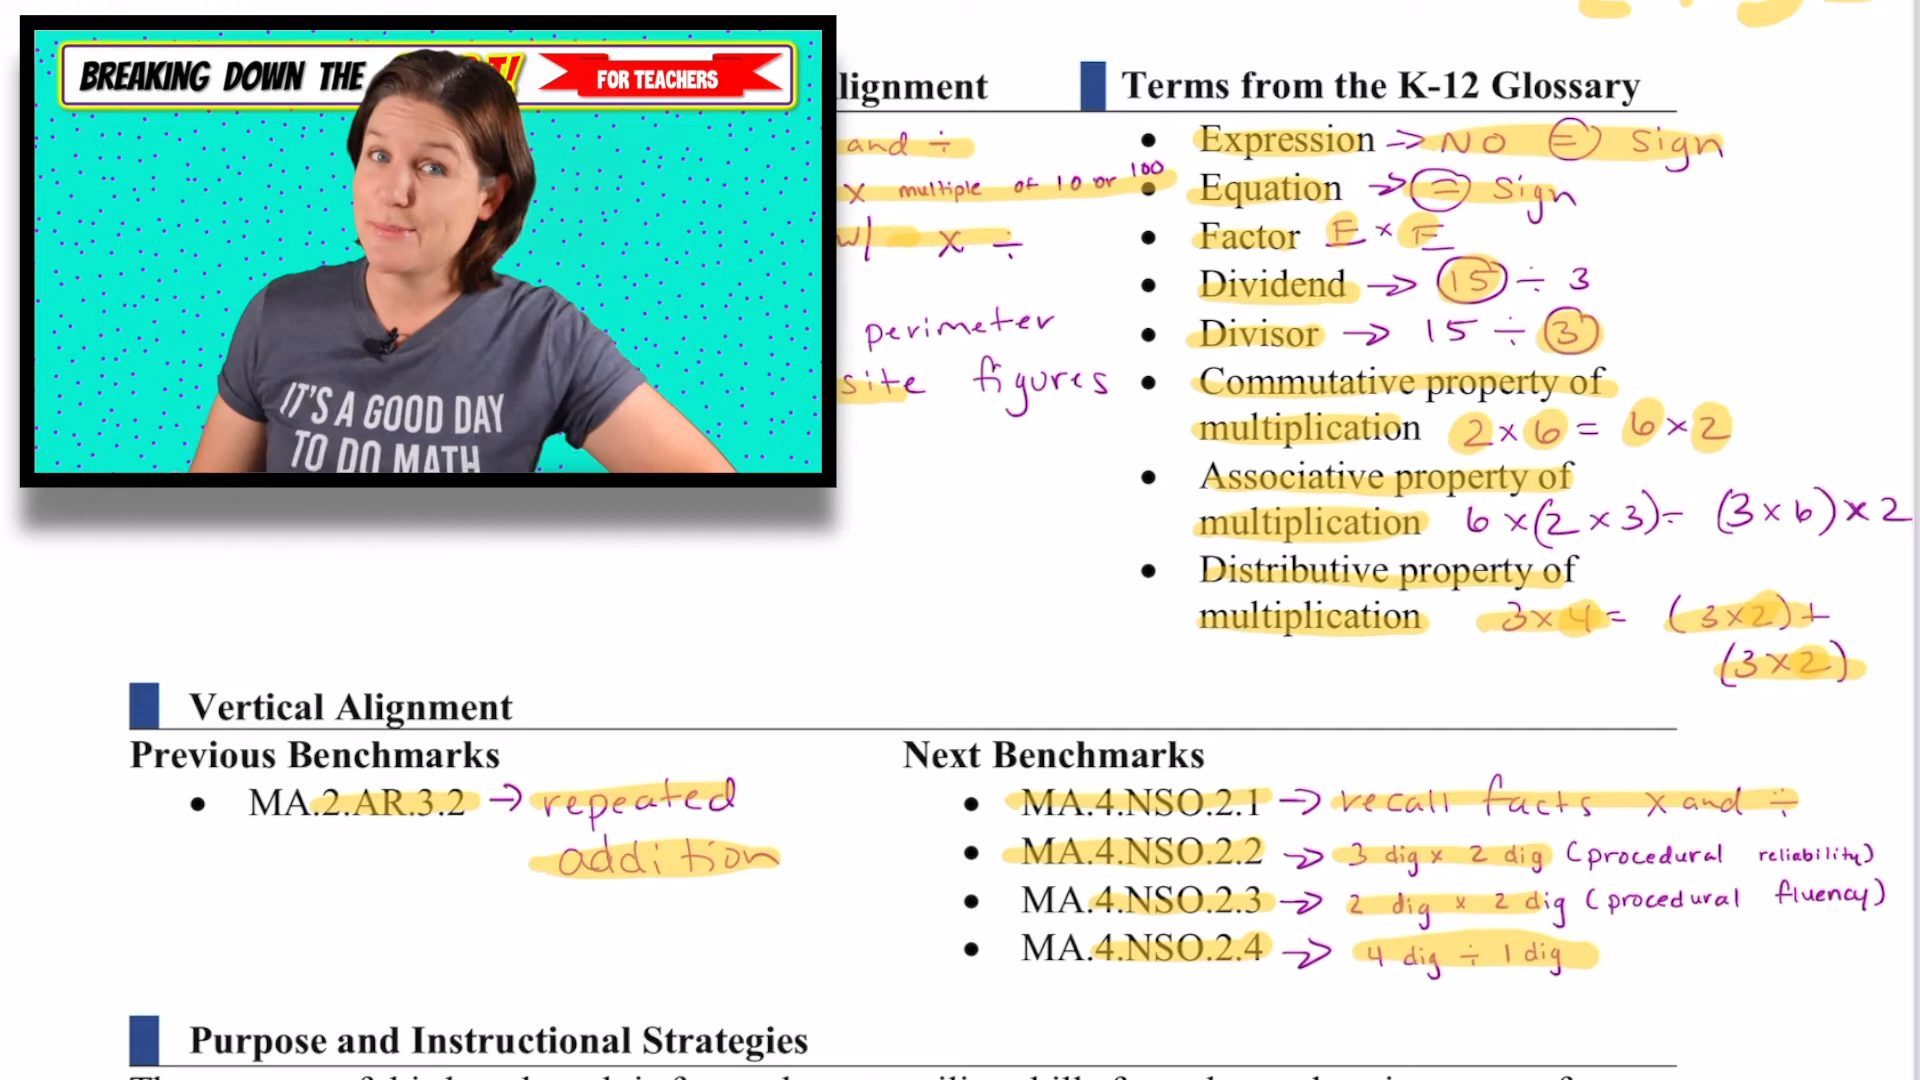 BREAKING DOWN THE
FOR TEACHERS
IT'S A GOOD DAY
TO DO MATH
lignment
and ÷
x multiple of 10 or 100
w/ - x ÷
perimeter
site figures
Terms from the K-12 Glossary
• Expression → NO = sign
• Equation → = sign
• Factor F × F
• Dividend → 15 ÷ 3
• Divisor → 15 ÷ 3
• Commutative property of
multiplication 2 × 6 = 6 × 2
• Associative property of
multiplication 6 × (2 × 3) = (3 × 6) × 2
• Distributive property of
multiplication 3 × 4 = (3 × 2) +
(3 × 2)
Vertical Alignment
Previous Benchmarks
• MA.2.AR.3.2 → repeated
addition
Next Benchmarks
• MA.4.NSO.2.1 → recall facts x and ÷
• MA.4.NSO.2.2 → 3 dig x 2 dig (procedural reliability)
• MA.4.NSO.2.3 → 2 dig x 2 dig (procedural fluency)
• MA.4.NSO.2.4 → 4 dig ÷ 1 dig
Purpose and Instructional Strategies